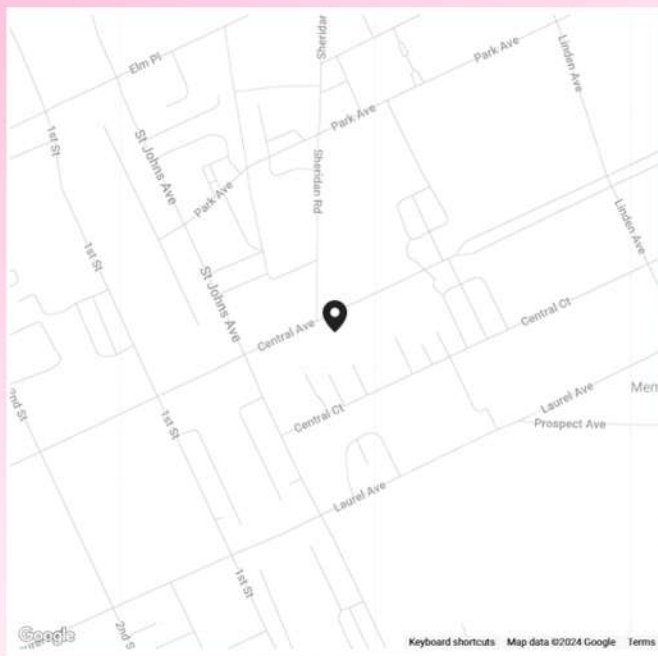 Sheridan
Elm Pl
Park Ave
Linden Ave
1st St
Park Ave
St Johns Ave
Sheridan Rd
Park Ave
Linden Ave
1st St
St Johns Ave
Central Ave
Central Ct
2nd St
Laurel Ave
Mem
1st St
Central Ct
Prospect Ave
Laurel Ave
1st St
2nd S
Google
Keyboard shortcuts Map data ©2024 Google Terms